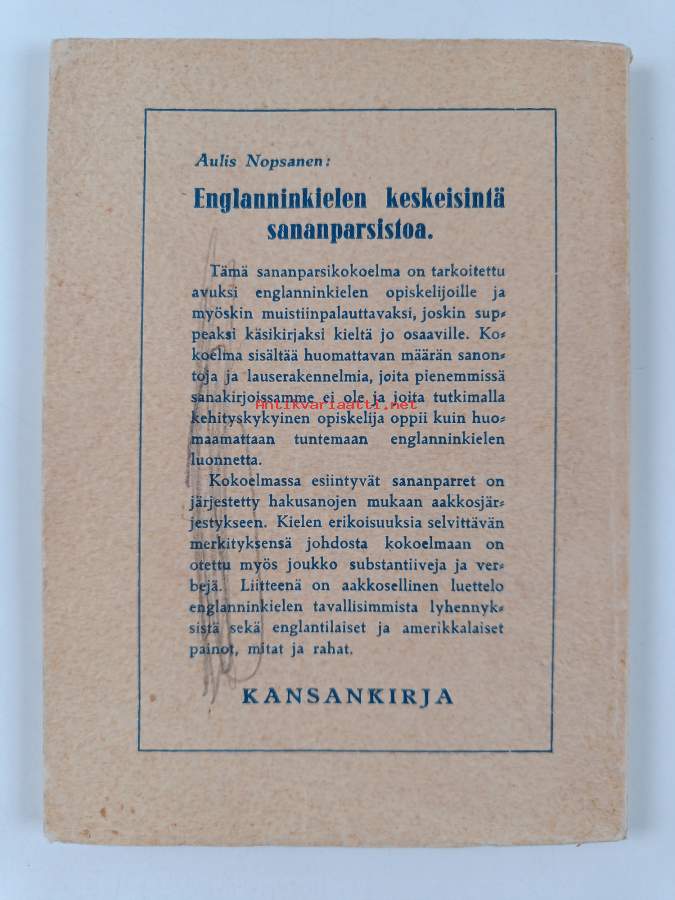 Aulis Nopsanen:
Englanninkielen keskeisintä
sananparsistoa.
Tämä sananparsikokoelma on tarkoitettu
avuksi englanninkielen opiskelijoille ja
myöskin muistiinpalauttavaksi, joskin sup-
peaksi käsikirjaksi kieltä jo osaaville. Ko-
koelma sisältää huomattavan määrän sanon-
toja ja lauserakennelmia, joita pienemmissä
sanakirjoissamme ei ole ja joita tutkimalla
Antikvariaatti.net
kehityskykyinen opiskelija oppii kuin huo-
maamattaan tuntemaan englanninkielen
luonnetta.
Kokoelmassa esiintyvät sananparret on
järjestetty hakusanojen mukaan aakkosjär-
jestykseen. Kielen erikoisuuksia selvittävän
merkityksensä johdosta kokoelmaan on
otettu myös joukko substantiiveja ja ver-
bejä. Liitteenä on aakkosellinen luettelo
englanninkielen tavallisimmista lyhennyk-
sistä sekä englantilaiset ja amerikkalaiset
painot, mitat ja rahat.
KANSANKIRJA